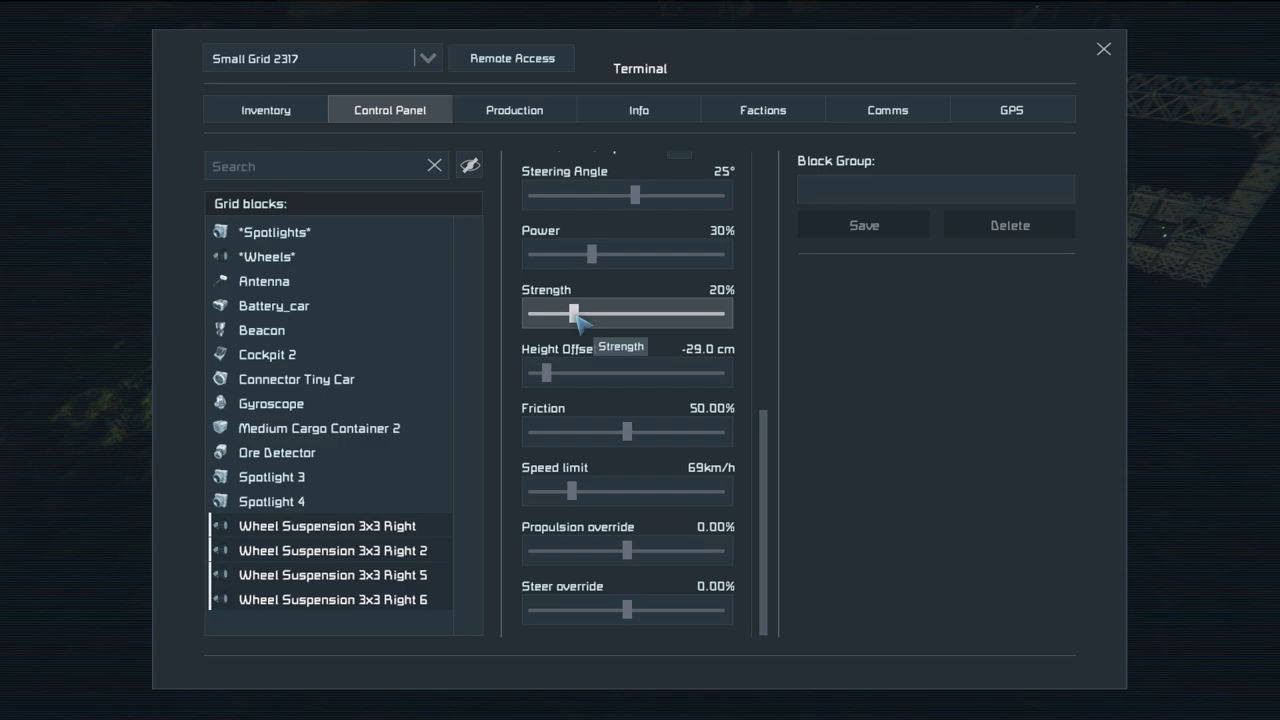 Small Grid 2317
Remote Access
Terminal
Inventory
Control Panel
Production
Info
Factions
Comms
GPS
Search
Grid blocks:
*Spotlights*
*Wheels*
Antenna
Battery_car
Beacon
Cockpit 2
Connector Tiny Car
Gyroscope
Medium Cargo Container 2
Ore Detector
Spotlight 3
Spotlight 4
Wheel Suspension 3x3 Right
Wheel Suspension 3x3 Right 2
Wheel Suspension 3x3 Right 5
Wheel Suspension 3x3 Right 6
Steering Angle 25°
Power 30%
Strength 20%
Strength
Height Offse -29.0 cm
Friction 50.00%
Speed limit 69km/h
Propulsion override 0.00%
Steer override 0.00%
Block Group:
Save
Delete